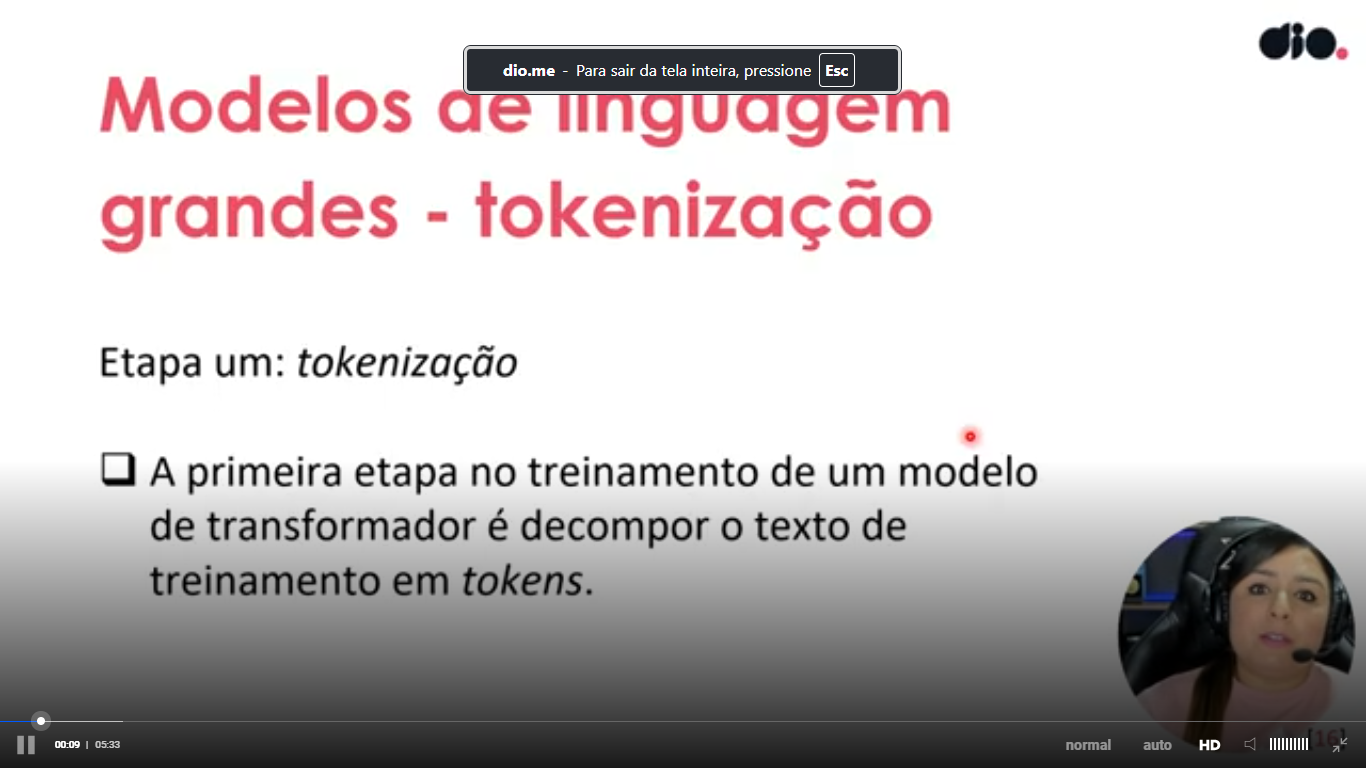 dio.
dio.me - Para sair da tela inteira, pressione Esc
Modelos de linguagem
grandes - tokenização
Etapa um: tokenização
A primeira etapa no treinamento de um modelo
de transformador é decompor o texto de
treinamento em tokens.
[16]
00:09 | 05:33
normal auto HD